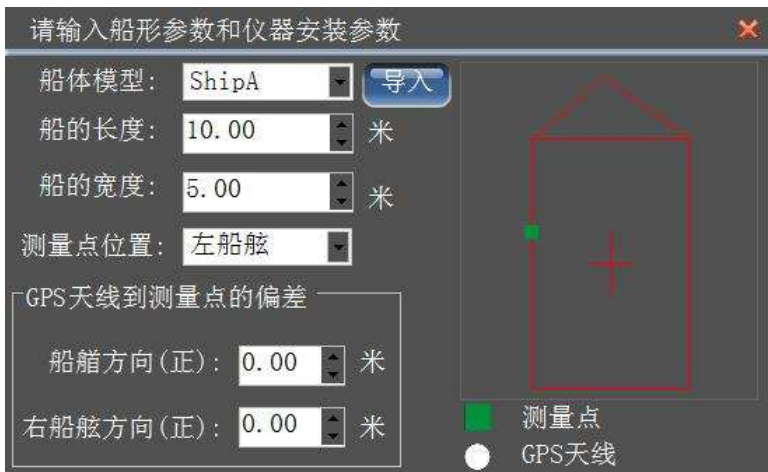 请输入船形参数和仪器安装参数
船体模型: ShipA 导入
船的长度: 10.00 米
船的宽度: 5.00 米
测量点位置: 左船舷
GPS天线到测量点的偏差
船艏方向(正): 0.00 米
右船舷方向(正): 0.00 米
测量点
GPS天线